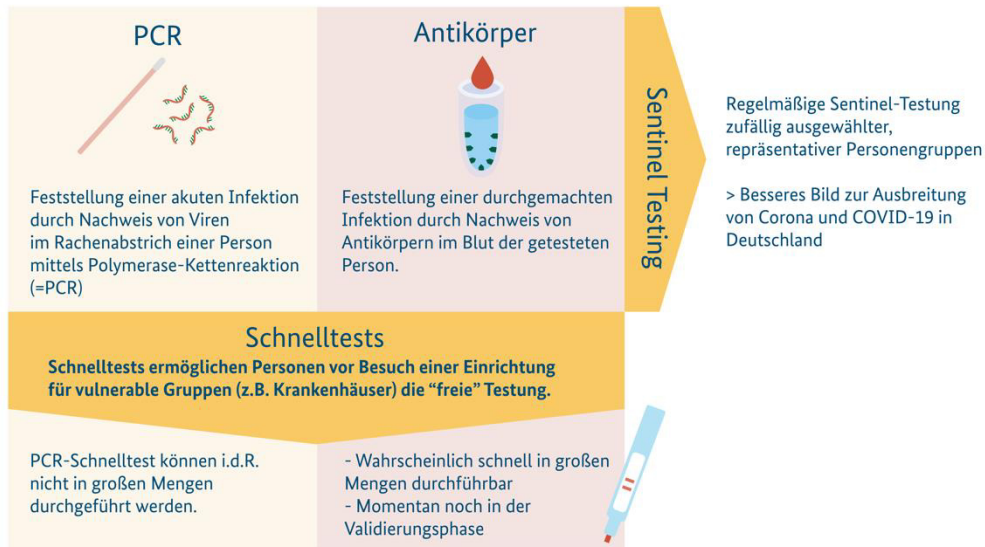 PCR
Feststellung einer akuten Infektion
durch Nachweis von Viren
im Rachenabstrich einer Person
mittels Polymerase-Kettenreaktion
(=PCR)
Antikörper
Feststellung einer durchgemachten
Infektion durch Nachweis von
Antikörpern im Blut der getesteten
Person.
Sentinel Testing
Regelmäßige Sentinel-Testung
zufällig ausgewählter,
repräsentativer Personengruppen
> Besseres Bild zur Ausbreitung
von Corona und COVID-19 in
Deutschland
Schnelltests
Schnelltests ermöglichen Personen vor Besuch einer Einrichtung
für vulnerable Gruppen (z.B. Krankenhäuser) die “freie” Testung.
PCR-Schnelltest können i.d.R.
nicht in großen Mengen
durchgeführt werden.
- Wahrscheinlich schnell in großen
Mengen durchführbar
- Momentan noch in der
Validierungsphase